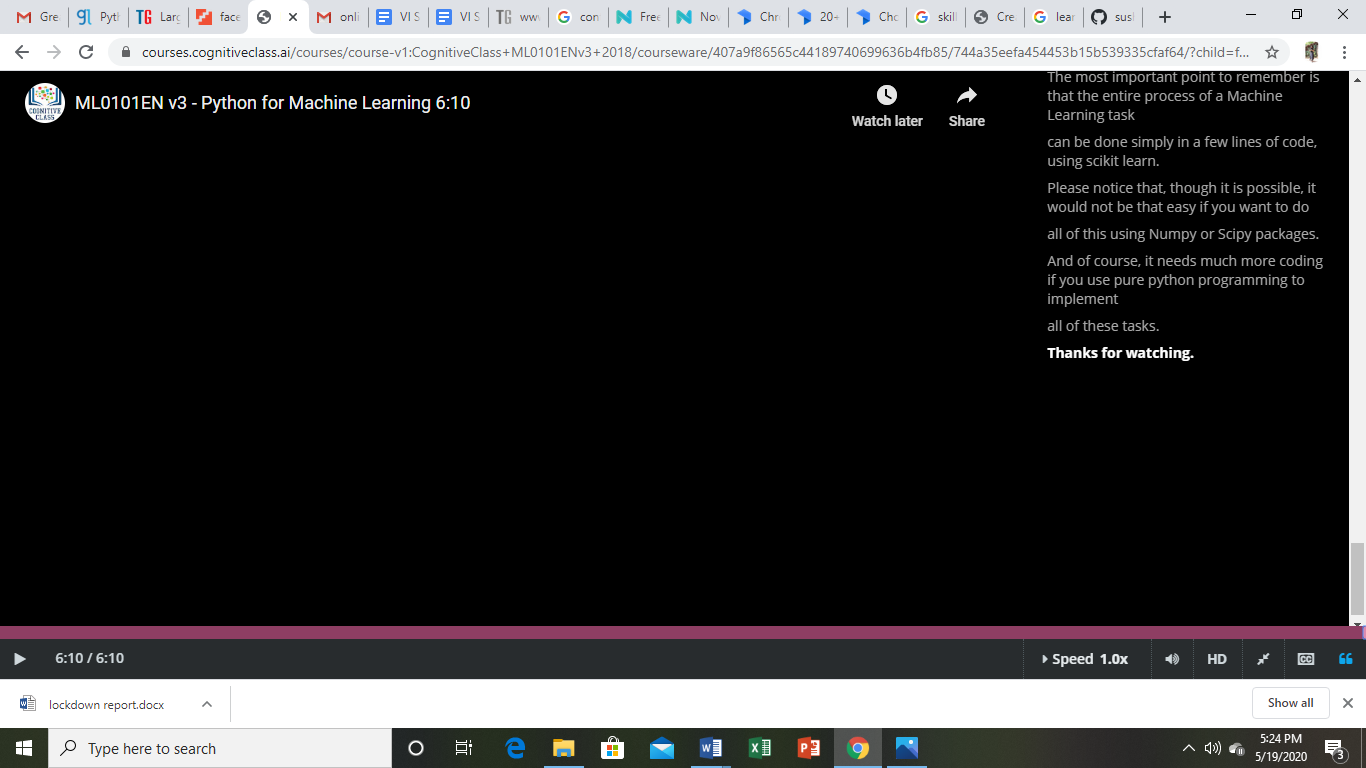 Gre
Pyth
TG Larg
face
onli
VI S
VI S
TG www
con
Free
Nov
Chr
20+
Cho
skill
Cre
lear
susl
courses.cognitiveclass.ai/courses/course-v1:CognitiveClass+ML0101ENv3+2018/courseware/407a9f86565c44189740699636b4fb85/744a35eefa454453b15b539335cfaf64/?child=f...
COGNITIVE
CLASS
ML0101EN v3 - Python for Machine Learning 6:10
Watch later
Share
The most important point to remember is
that the entire process of a Machine
Learning task
can be done simply in a few lines of code,
using scikit learn.
Please notice that, though it is possible, it
would not be that easy if you want to do
all of this using Numpy or Scipy packages.
And of course, it needs much more coding
if you use pure python programming to
implement
all of these tasks.
Thanks for watching.
6:10 / 6:10
Speed 1.0x
HD
CC
lockdown report.docx
Show all
Type here to search
5:24 PM
5/19/2020
3